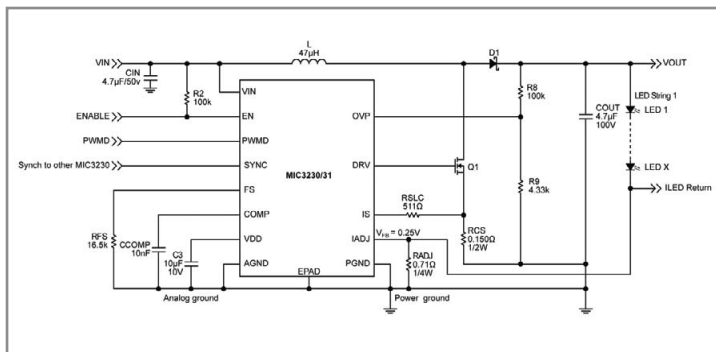 L
47μH
D1
VIN
VOUT
CIN
4.7μF/50v
R2
100k
VIN
R8
100k
LED String 1
COUT
4.7μF
100V
LED 1
ENABLE
EN
OVP
PWMD
PWMD
Synch to other MIC3230
SYNC
DRV
Q1
LED X
MIC3230/31
ILED Return
FS
R9
4.33k
RSLC
511Ω
COMP
IS
RFS
16.5k
CCOMP
10nF
VFB = 0.25V
RCS
0.150Ω
1/2W
C3
10μF
10V
VDD
IADJ
RADJ
0.71Ω
1/4W
AGND
EPAD
PGND
Analog ground
Power ground